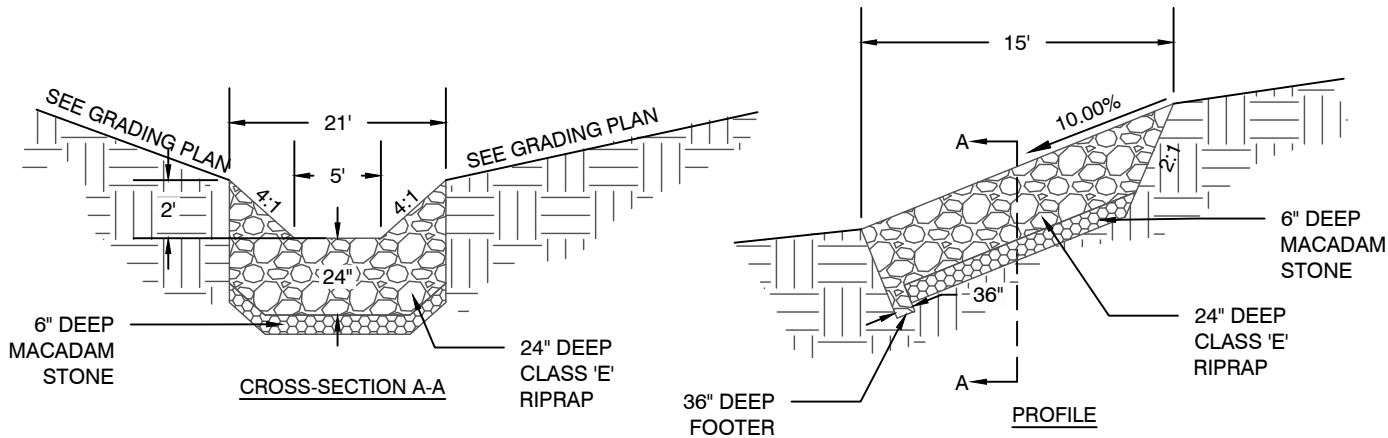 SEE GRADING PLAN
21'
SEE GRADING PLAN
5'
4:1
4:1
2'
24"
6" DEEP
MACADAM
STONE
24" DEEP
CLASS 'E'
RIPRAP
CROSS-SECTION A-A
15'
10.00%
A
2:1
6" DEEP
MACADAM
STONE
36"
24" DEEP
CLASS 'E'
RIPRAP
A
36" DEEP
FOOTER
PROFILE